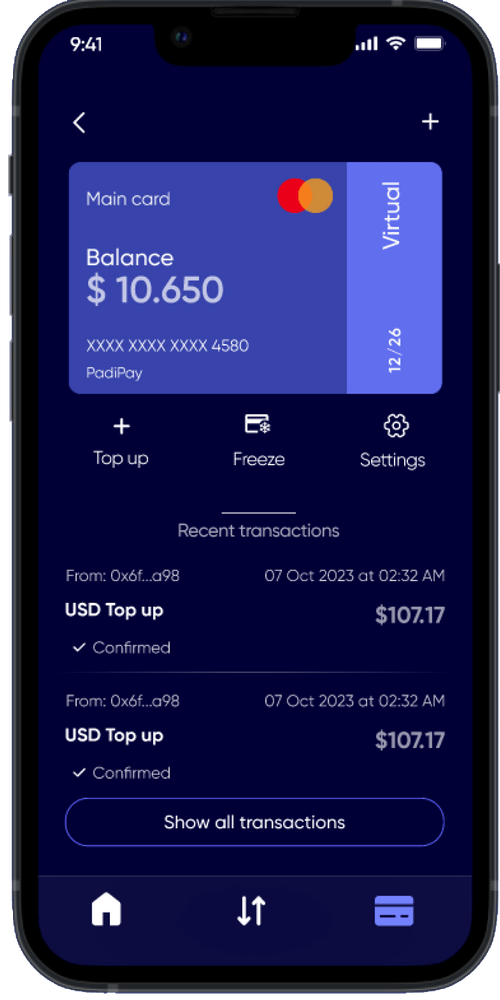 9:41
Main card
Virtual
Balance
$ 10.650
XXXX XXXX XXXX 4580
12/26
PadiPay
Top up
Freeze
Settings
Recent transactions
From: 0x6f...a98
07 Oct 2023 at 02:32 AM
USD Top up
$107.17
Confirmed
From: 0x6f...a98
07 Oct 2023 at 02:32 AM
USD Top up
$107.17
Confirmed
Show all transactions